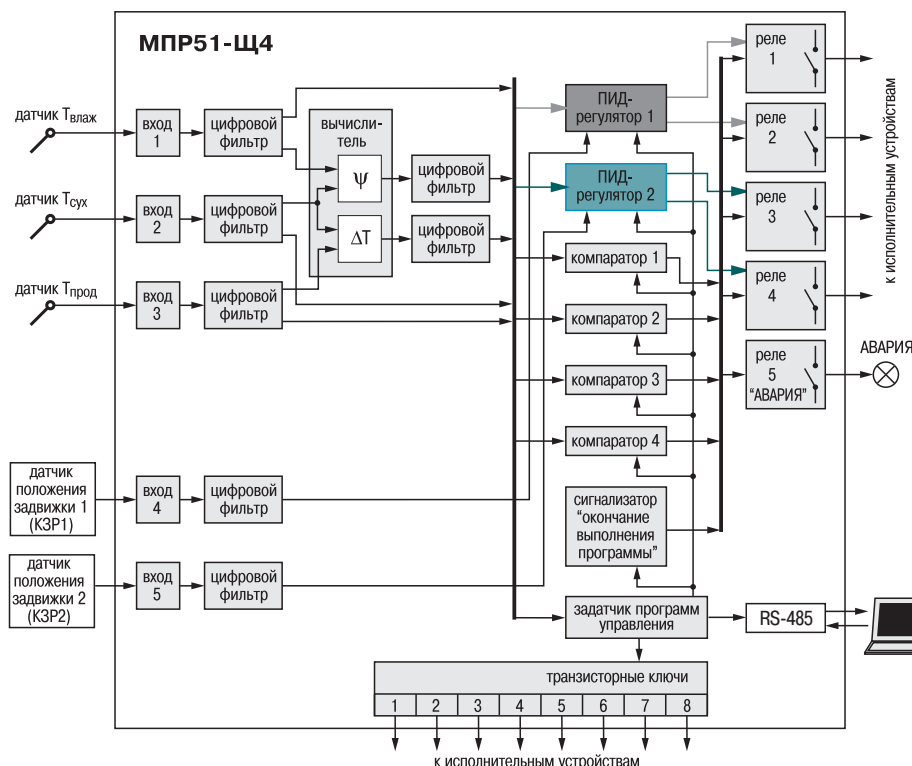 МПР51-Щ4
датчик Tвлаж
вход
1
цифровой
фильтр
датчик Tсух
вход
2
цифровой
фильтр
датчик Tпрод
вход
3
цифровой
фильтр
вычисли-
тель
ψ
ΔT
цифровой
фильтр
цифровой
фильтр
ПИД-
регулятор 1
ПИД-
регулятор 2
компаратор 1
компаратор 2
компаратор 3
компаратор 4
сигнализатор
“окончание
выполнения
программы”
задатчик программ
управления
реле
1
реле
2
реле
3
реле
4
реле
5
“АВАРИЯ”
к исполнительным устройствам
АВАРИЯ
датчик
положения
задвижки 1
(КЗР1)
вход
4
цифровой
фильтр
датчик
положения
задвижки 2
(КЗР2)
вход
5
цифровой
фильтр
RS-485
транзисторные ключи
1 2 3 4 5 6 7 8
к исполнительным устройствам